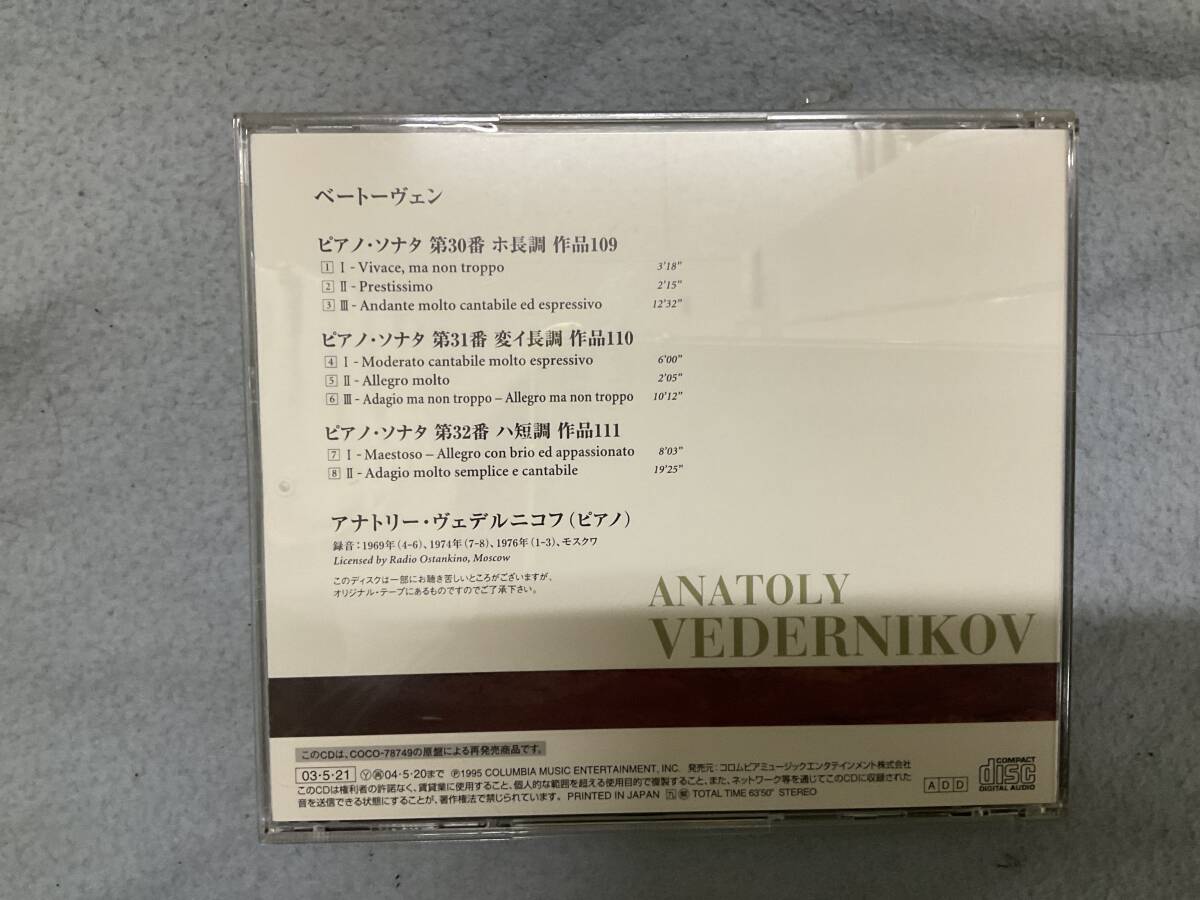 ベートーヴェン
ピアノ・ソナタ 第30番 ホ長調 作品109
1 Ⅰ - Vivace, ma non troppo 3'18"
2 Ⅱ - Prestissimo 2'15"
3 Ⅲ - Andante molto cantabile ed espressivo 12'32"
ピアノ・ソナタ 第31番 変イ長調 作品110
4 Ⅰ - Moderato cantabile molto espressivo 6'00"
5 Ⅱ - Allegro molto 2'05"
6 Ⅲ - Adagio ma non troppo – Allegro ma non troppo 10'12"
ピアノ・ソナタ 第32番 ハ短調 作品111
7 Ⅰ - Maestoso – Allegro con brio ed appassionato 8'03"
8 Ⅱ - Adagio molto semplice e cantabile 19'25"
アナトリー・ヴェデルニコフ（ピアノ）
録音：1969年（4-6）、1974年（7-8）、1976年（1-3）、モスクワ
Licensed by Radio Ostankino, Moscow
このディスクは一部にお聴き苦しいところがございますが、
オリジナル・テープにあるものですのでご了承下さい。
ANATOLY
VEDERNIKOV
このCDは、COCO-78749の原盤による再発売商品です。
03・5・21 Ⓨ 04・5・20まで ℗1995 COLUMBIA MUSIC ENTERTAINMENT, INC. 発売元：コロムビアミュージックエンタテインメント株式会社
このCDは権利者の許諾なく、賃貸業に使用すること、個人的な範囲を超える使用目的で複製すること、また、ネットワーク等を通じてこのCDに収録された
音を送信できる状態にすることが、著作権法で禁じられています。 PRINTED IN JAPAN TOTAL TIME 63'50" STEREO
A D D
COMPACT
disc
DIGITAL AUDIO